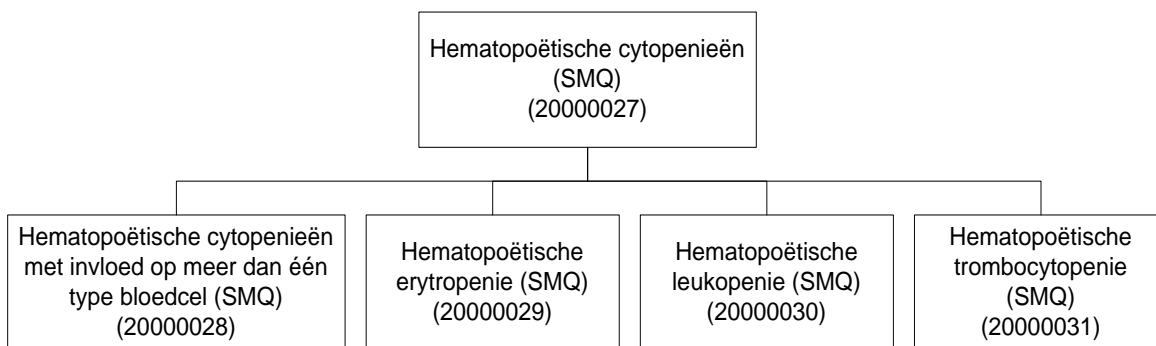 Hematopoëtische cytopenieën
(SMQ)
(20000027)
Hematopoëtische cytopenieën
met invloed op meer dan één
type bloedcel (SMQ)
(20000028)
Hematopoëtische
erytropenie (SMQ)
(20000029)
Hematopoëtische
leukopenie (SMQ)
(20000030)
Hematopoëtische
trombocytopenie
(SMQ)
(20000031)